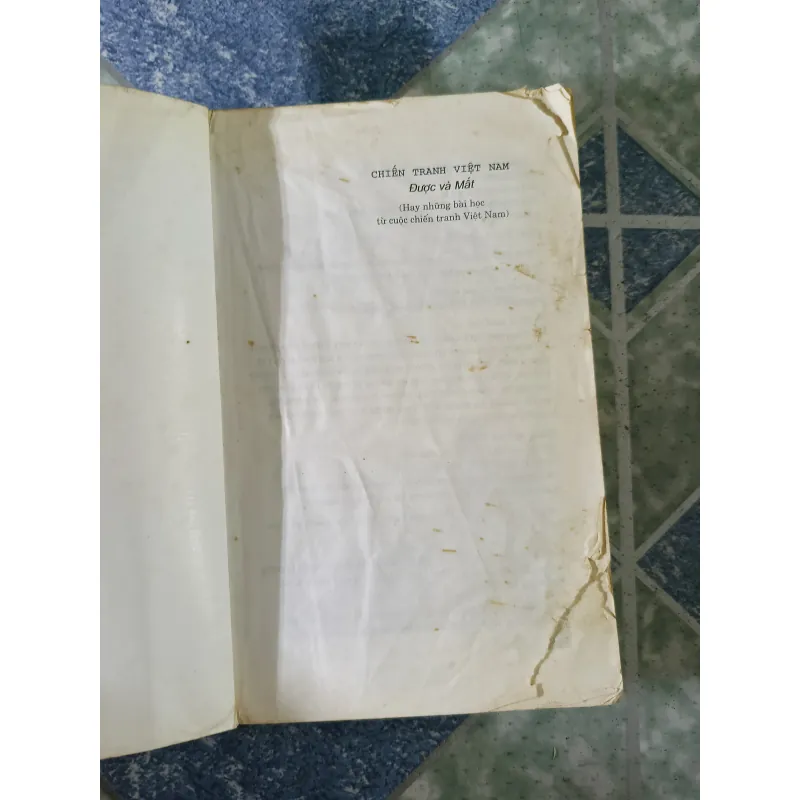 CHIẾN TRANH VIỆT NAM
Được và Mất
(Hay những bài học
từ cuộc chiến tranh Việt Nam)